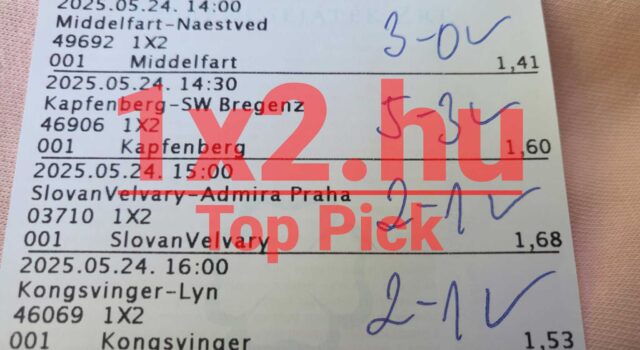 2025.05.24. 14:00
Middelfart-Naestved
3-0 ✓
49692 1X2
001 Middelfart 1,41
2025.05.24. 14:30
Kapfenberg-SW Bregenz
5-3 ✓
46906 1X2
001 Kapfenberg 1,60
1x2.hu
2025.05.24. 15:00
SlovanVelvary-Admira Praha
2-1 ✓
03710 1X2
Top Pick
001 SlovanVelvary 1,68
2025.05.24. 16:00
Kongsvinger-Lyn
2-1 ✓
46069 1X2
001 Kongsvinger 1,53